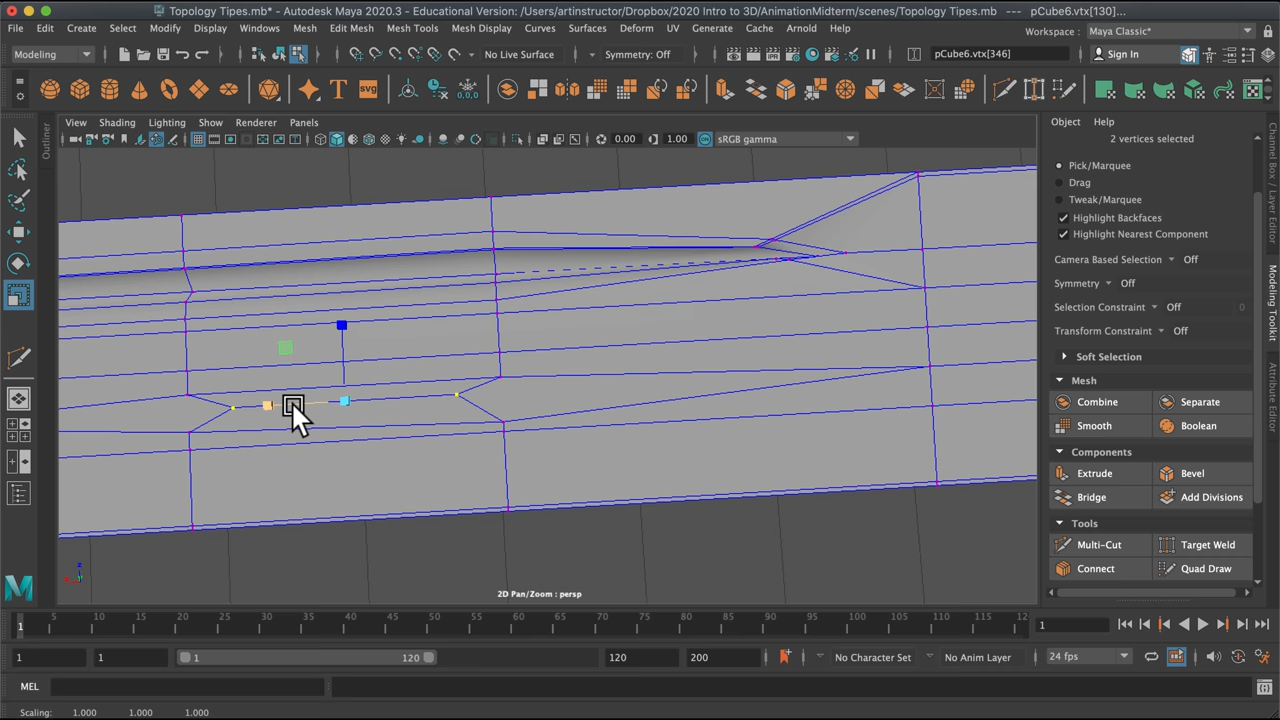 Topology Tipes.mb* - Autodesk Maya 2020.3 - Educational Version: /Users/artinstructor/Dropbox/2020 Intro to 3D/AnimationMidterm/scenes/Topology Tipes.mb --- pCube6.vtx[130]...
File Edit Create Select Modify Display Windows Mesh Edit Mesh Mesh Tools Mesh Display Curves Surfaces Deform UV Generate Cache Arnold Help
Workspace : Maya Classic*
Modeling No Live Surface Symmetry: Off pCube6.vtx[346] Sign In
View Shading Lighting Show Renderer Panels
0.00 1.00 sRGB gamma
Outliner
Object Help
2 vertices selected
Pick/Marquee
Drag
Tweak/Marquee
Highlight Backfaces
Highlight Nearest Component
Camera Based Selection Off
Symmetry Off
Selection Constraint Off 0
Transform Constraint Off
Soft Selection
Mesh
Combine Separate
Smooth Boolean
Components
Extrude Bevel
Bridge Add Divisions
Tools
Multi-Cut Target Weld
Connect Quad Draw
Channel Box / Layer Editor
Modeling Toolkit
Attribute Editor
z
x
2D Pan/Zoom : persp
1 5 10 15 20 25 30 35 40 45 50 55 60 65 70 75 80 85 90 95 100 105 110 115 12 1
1 1 1 120 120 200 No Character Set No Anim Layer 24 fps
MEL
Scaling: 1.000 1.000 1.000